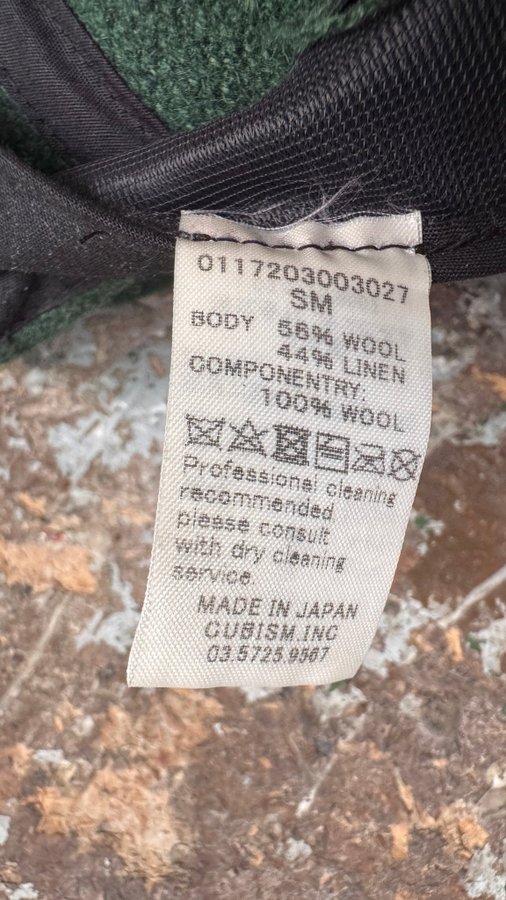 0117203003027
SM
BODY 56% WOOL
44% LINEN
COMPONENTRY.
100% WOOL
Professional cleaning
recommended
please consult
with dry cleaning
service.
MADE IN JAPAN
CUBISM.INC
03.5725.9567